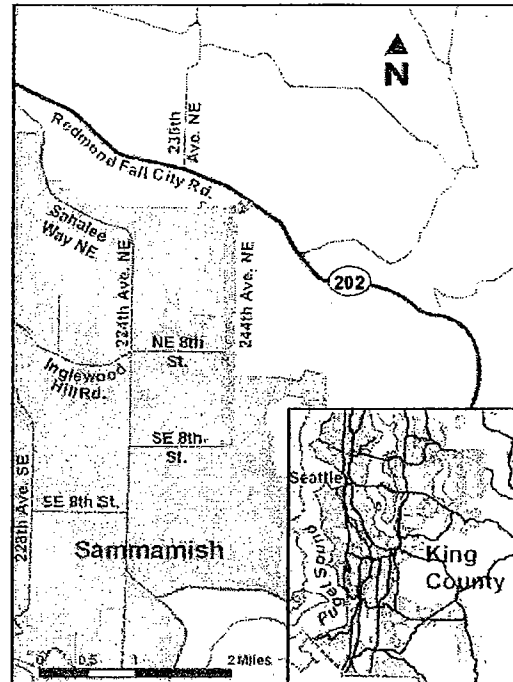 N
236th
Ave. NE
Redmond Fall City Rd.
Sahalee
Way NE
224th Ave. NE
244th Ave. NE
202
NE 8th
St.
Inglewood
Hill Rd.
SE 8th
St.
228th Ave. SE
SE 8th St.
Sammamish
0 0.5 1 2 Miles
Seattle
Puget Sound
King
County